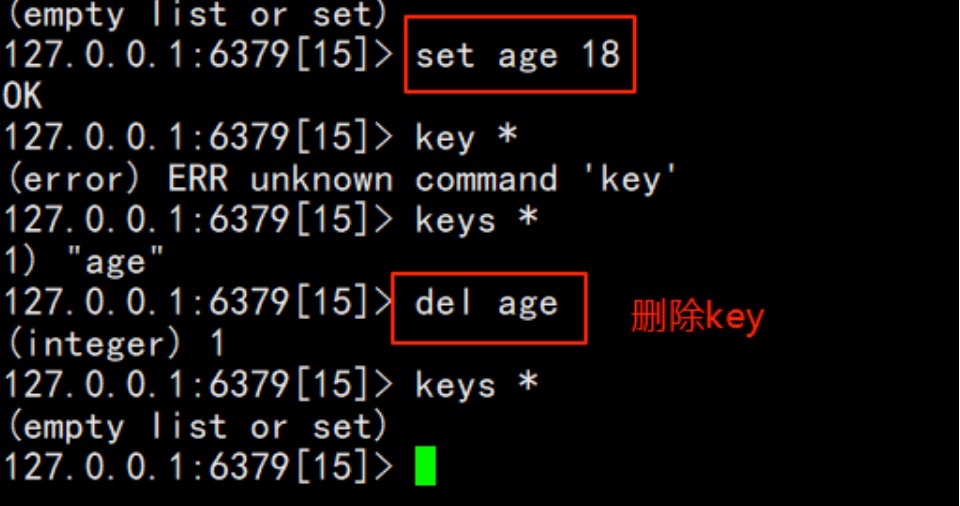 (empty list or set)
127.0.0.1:6379[15]> set age 18
OK
127.0.0.1:6379[15]> key *
(error) ERR unknown command 'key'
127.0.0.1:6379[15]> keys *
1) "age"
127.0.0.1:6379[15]> del age 删除key
(integer) 1
127.0.0.1:6379[15]> keys *
(empty list or set)
127.0.0.1:6379[15]>